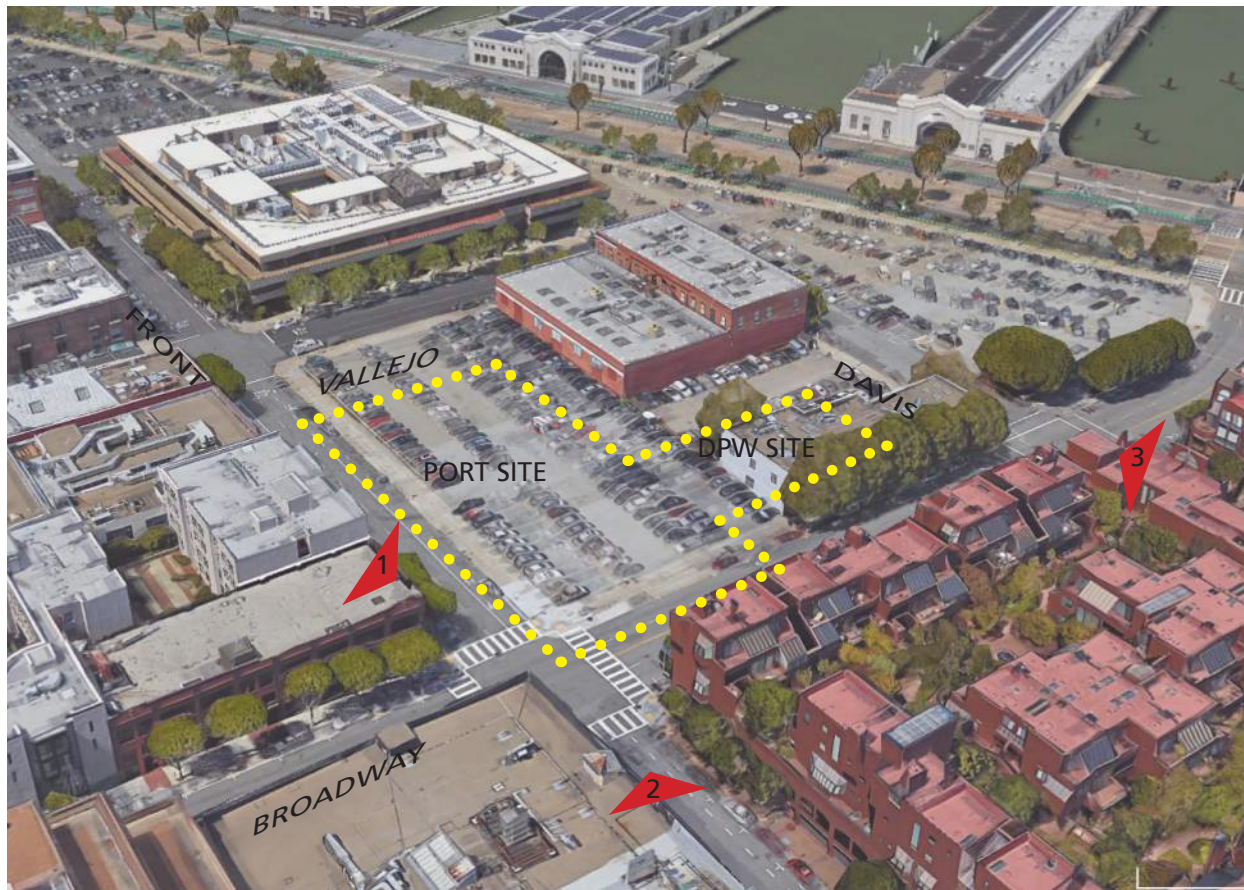 FRONT
VALLEJO
DAVIS
PORT SITE
DPW SITE
3
1
2
BROADWAY